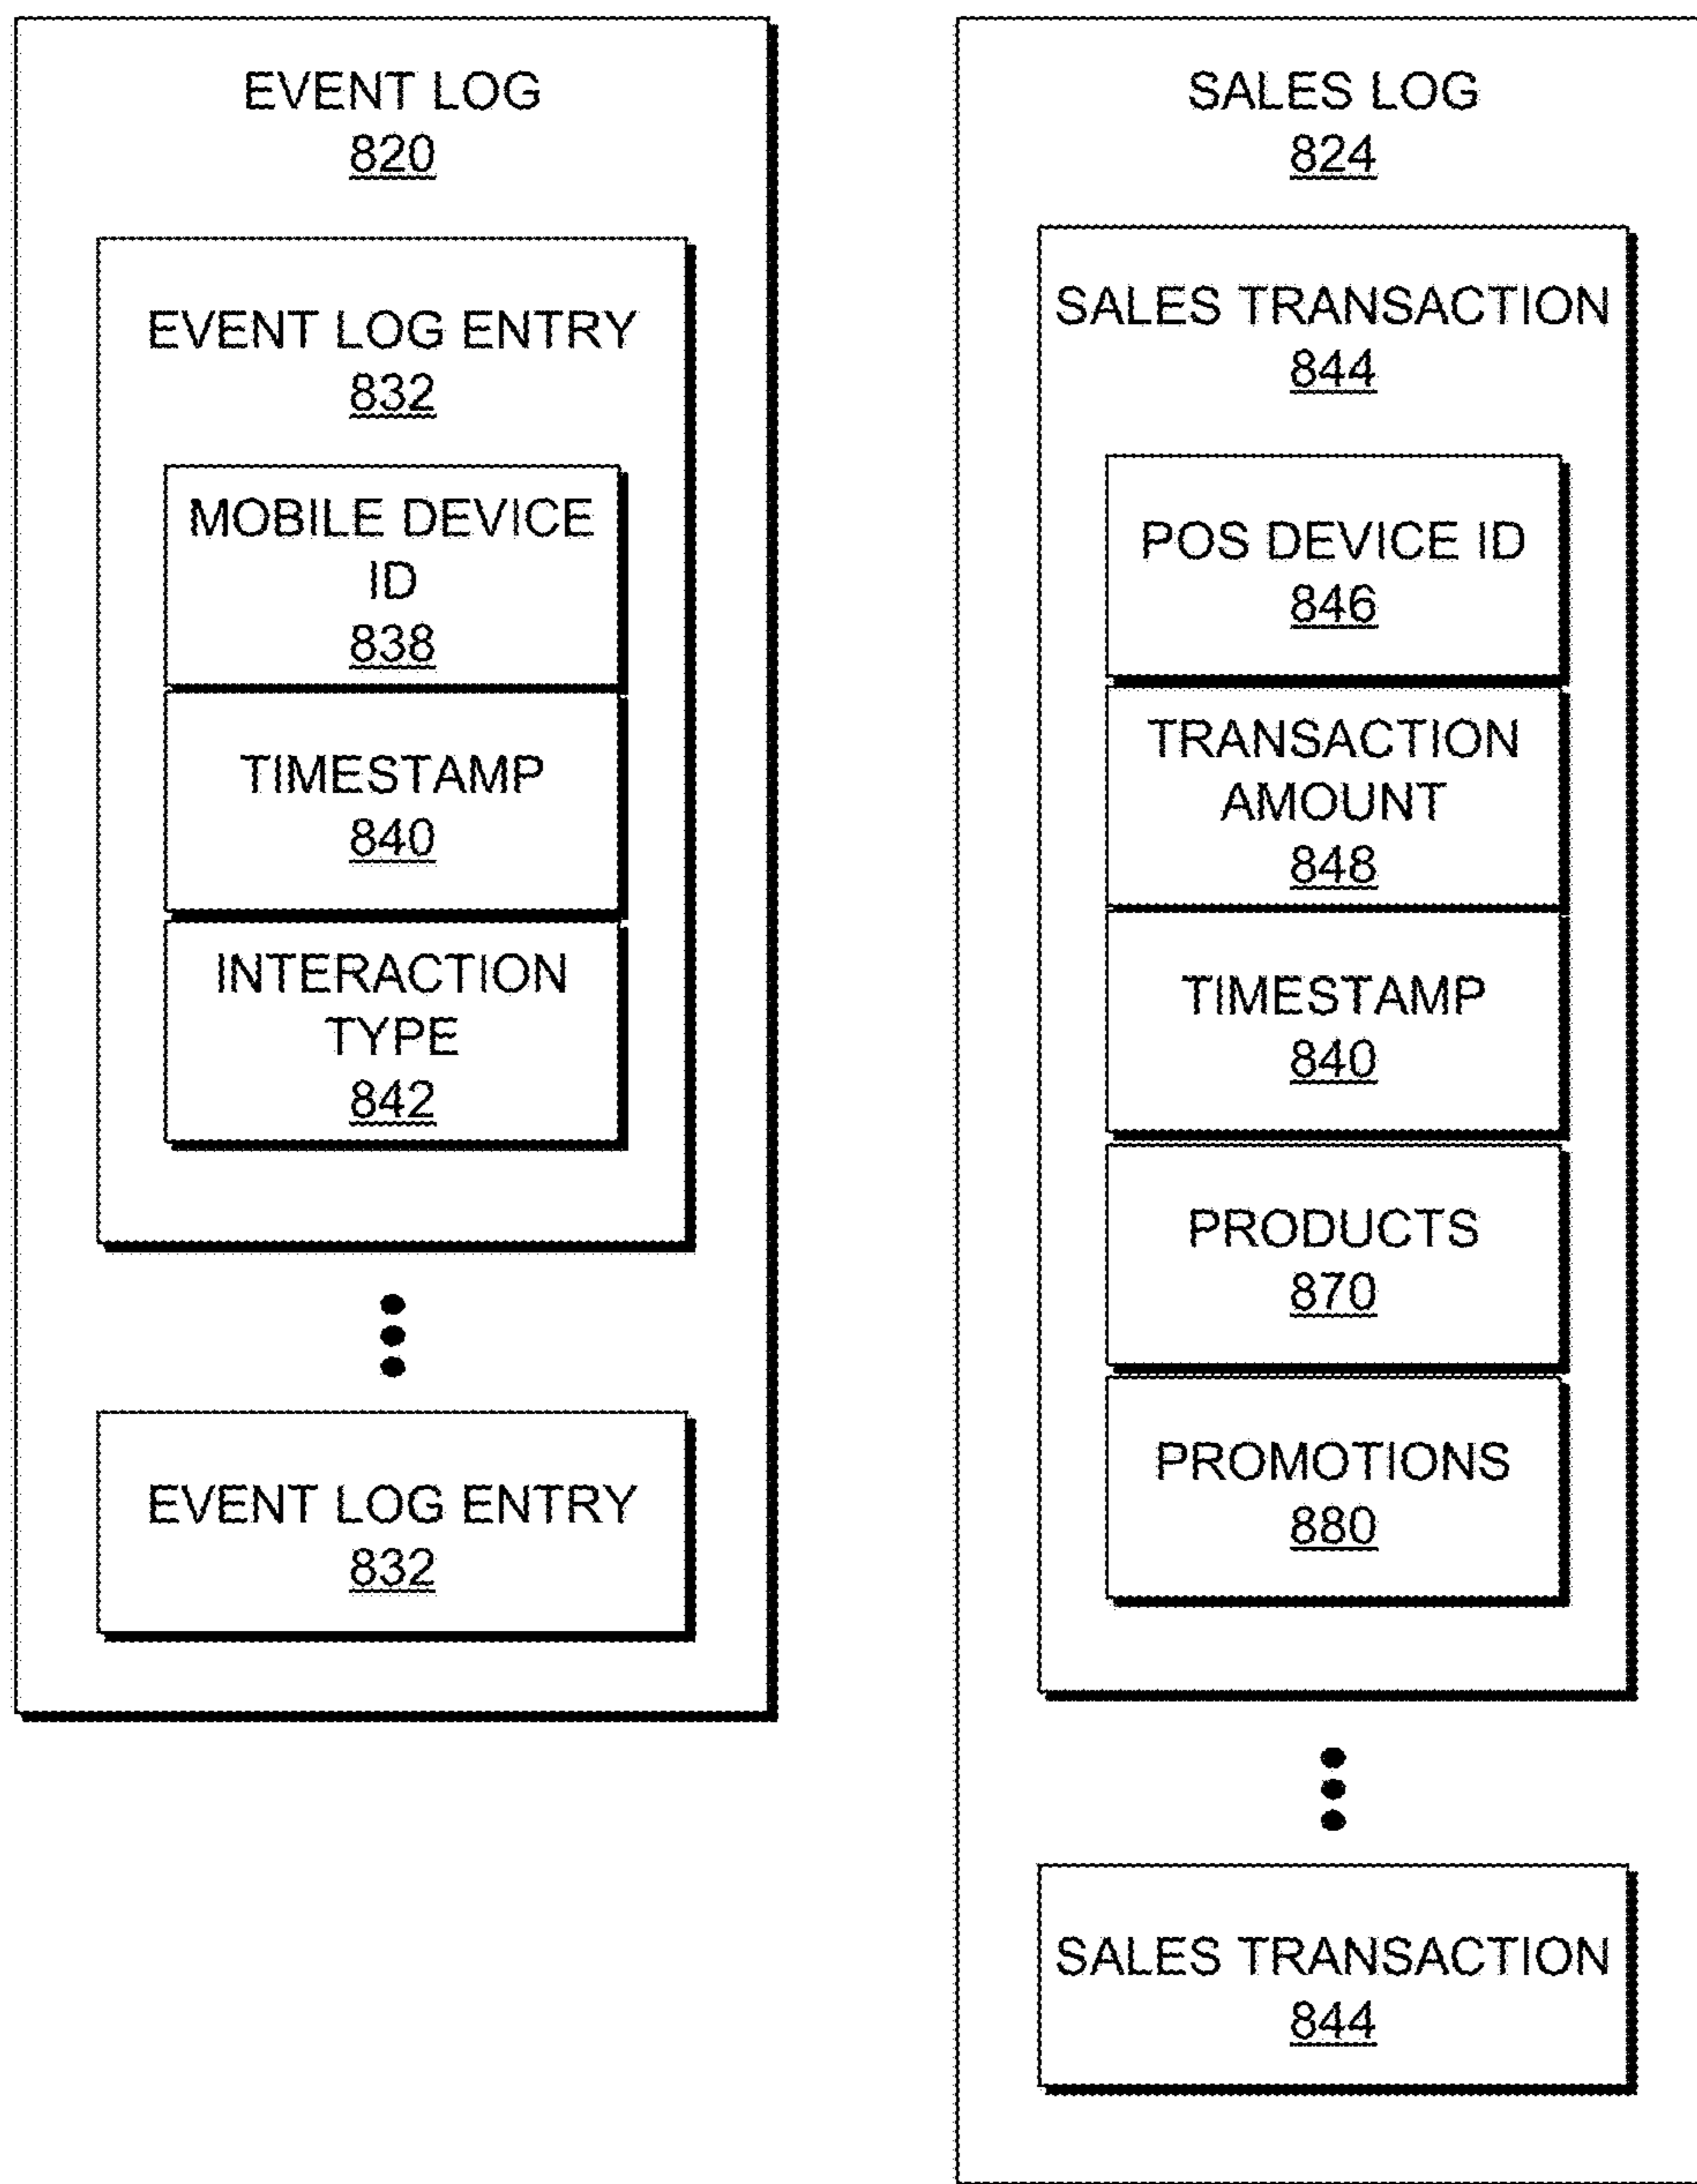 EVENT LOG
820
EVENT LOG ENTRY
832
MOBILE DEVICE
ID
838
TIMESTAMP
840
INTERACTION
TYPE
842
EVENT LOG ENTRY
832
SALES LOG
824
SALES TRANSACTION
844
POS DEVICE ID
846
TRANSACTION
AMOUNT
848
TIMESTAMP
840
PRODUCTS
870
PROMOTIONS
880
SALES TRANSACTION
844